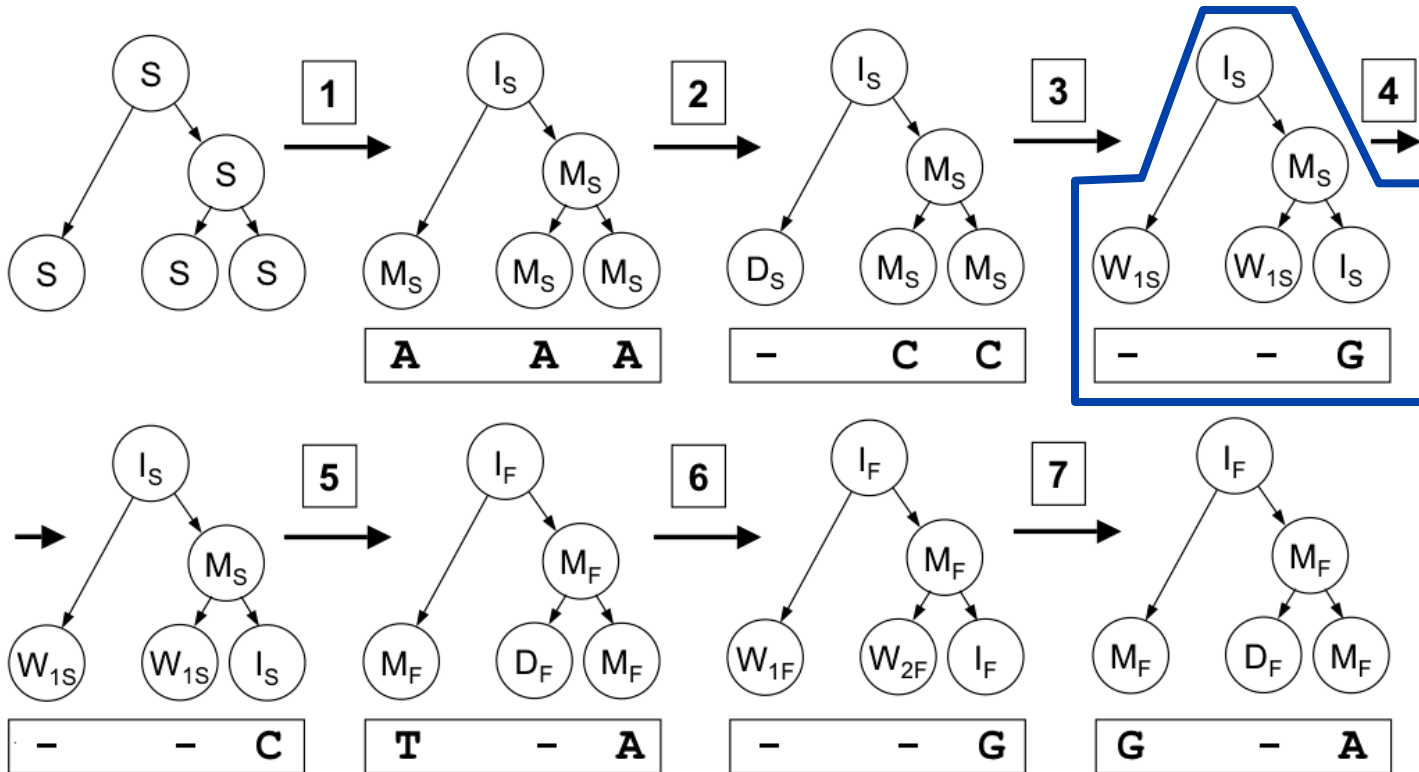 S 1 I_S 2 I_S 3 I_S 4
S M_S M_S M_S
S S S M_S M_S M_S D_S M_S M_S W_1S W_1S I_S
A A A - C C - - G
I_S 5 I_F 6 I_F 7 I_F
M_S M_F M_F M_F
W_1S W_1S I_S M_F D_F M_F W_1F W_2F I_F M_F D_F M_F
- - C T - A - - G G - A